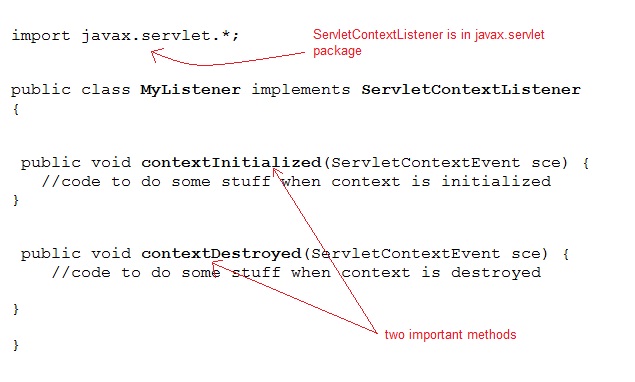 import javax.servlet.*;
ServletContextListener is in javax.servlet
package
public class MyListener implements ServletContextListener
{
public void contextInitialized(ServletContextEvent sce) {
//code to do some stuff when context is initialized
}
public void contextDestroyed(ServletContextEvent sce) {
//code to do some stuff when context is destroyed
}
two important methods
}